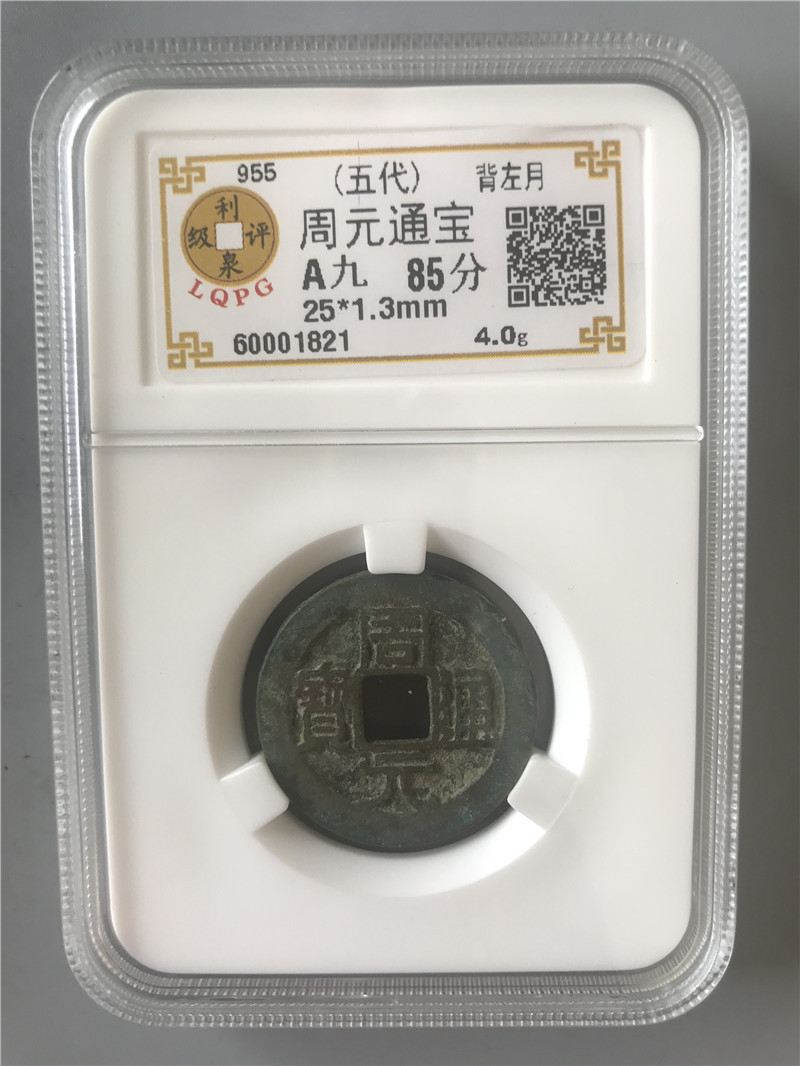 955 (五代) 背左月
利泉评级
LQPG
周元通宝
A九 85分
25*1.3mm
60001821 4.0g
周元通寳